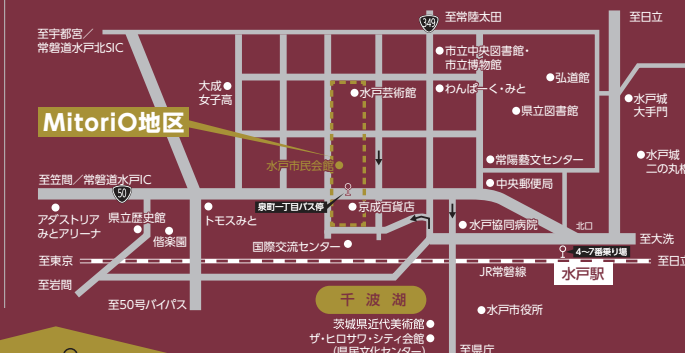 至宇都宮／
常磐道水戸北SIC
349
至常陸太田
至日立
市立中央図書館・
市立博物館
大成
女子高
水戸芸術館
わんぱーく・みと
弘道館
県立図書館
水戸城
大手門
MitoriO地区
水戸市民会館
常陽藝文センター
水戸城
二の丸
至笠間／常磐道水戸IC
50
中央郵便局
アダストリア
みとアリーナ
県立歴史館
偕楽園
トモスみと
泉町一丁目バス停
京成百貨店
水戸協同病院
北口
至大洗
国際交流センター
4〜7番乗り場
至東京
JR常磐線
水戸駅
至日立
至岩間
至50号バイパス
千波湖
水戸市役所
茨城県近代美術館
ザ・ヒロサワ・シティ会館
(県民文化センター)
至県庁